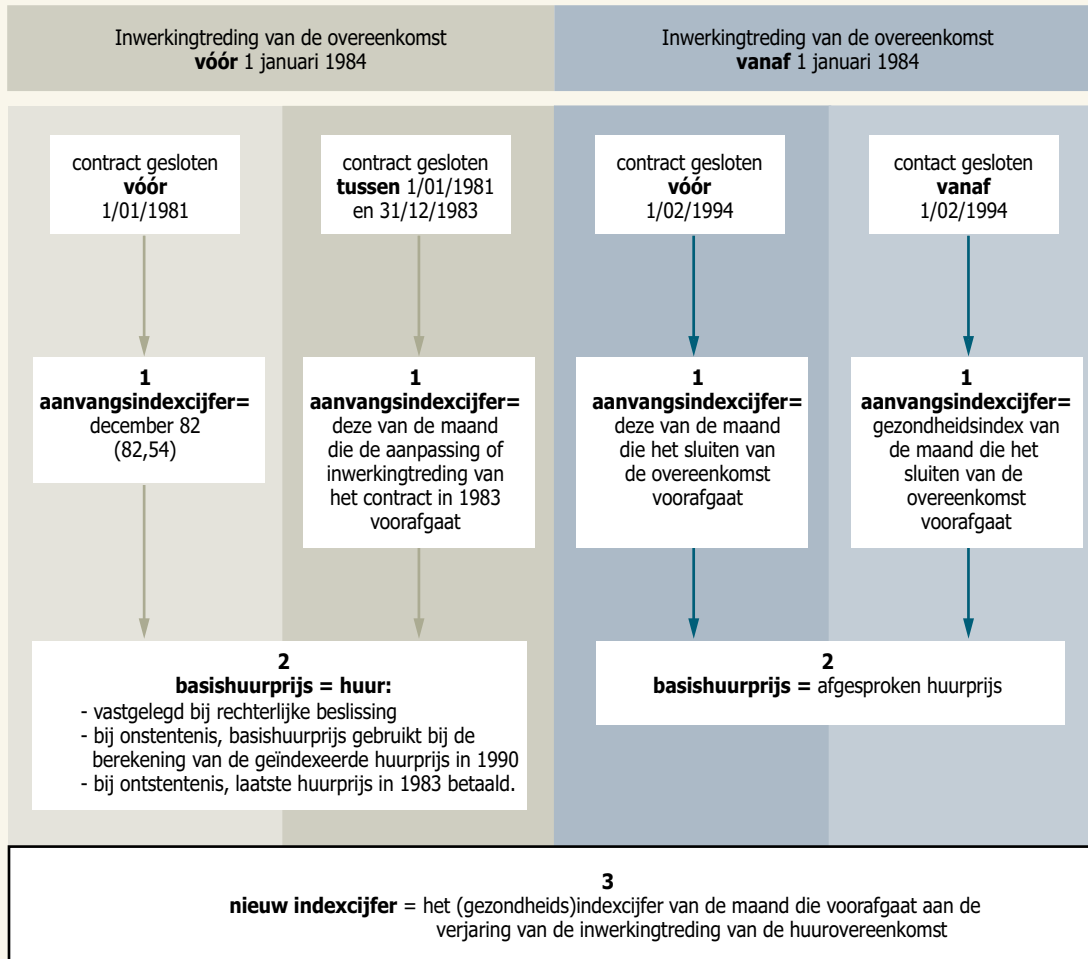 Inwerkingtreding van de overeenkomst
vóór 1 januari 1984
Inwerkingtreding van de overeenkomst
vanaf 1 januari 1984
contract gesloten
vóór
1/01/1981
contract gesloten
tussen 1/01/1981
en 31/12/1983
contract gesloten
vóór
1/02/1994
contact gesloten
vanaf
1/02/1994
1
aanvangsindexcijfer=
december 82
(82,54)
1
aanvangsindexcijfer=
deze van de maand
die de aanpassing of
inwerkingtreding van
het contract in 1983
voorafgaat
1
aanvangsindexcijfer=
deze van de maand
die het sluiten van
de overeenkomst
voorafgaat
1
aanvangsindexcijfer=
gezondheidsindex van
de maand die het
sluiten van de
overeenkomst
voorafgaat
2
basishuurprijs = huur:
- vastgelegd bij rechterlijke beslissing
- bij onstentenis, basishuurprijs gebruikt bij de
berekening van de geïndexeerde huurprijs in 1990
- bij ontstentenis, laatste huurprijs in 1983 betaald.
2
basishuurprijs = afgesproken huurprijs
3
nieuw indexcijfer = het (gezondheids)indexcijfer van de maand die voorafgaat aan de
verjaring van de inwerkingtreding van de huurovereenkomst